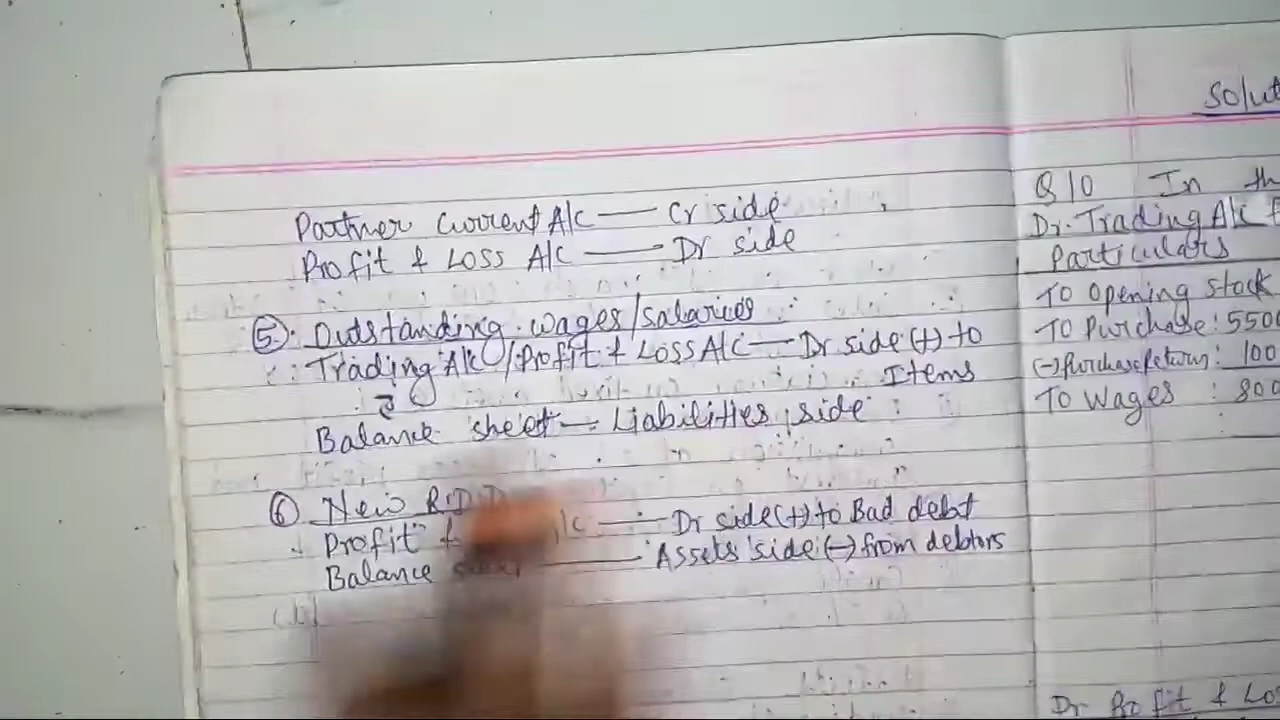 Partner Current A/c — Cr side
Profit & Loss A/c — Dr side
⑤ Outstanding wages/salaries
Trading A/c /Profit & Loss A/c — Dr side (+) to
Items
Balance sheet — Liabilities side
⑥ New R.D.D
Profit & A/c — Dr side (+) to Bad debt
Balance — Assets side (-) from debtors
Solut
Q 10 In th
Dr. Trading A/c f
Particulars
To Opening stock
To Purchase: 5500
(-) Purchase Return: 100
To Wages : 800
Dr Profit & Lo